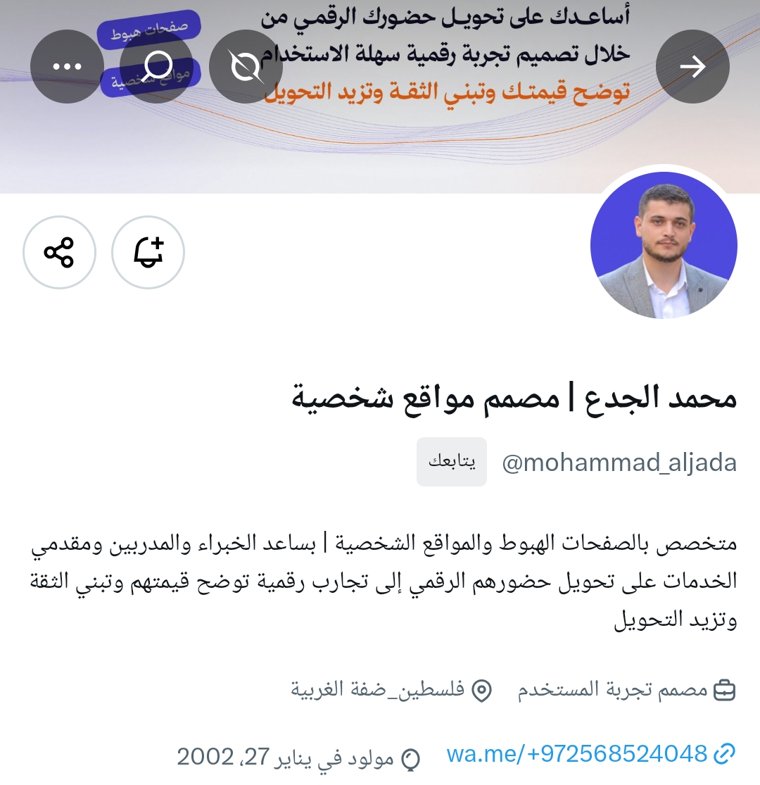 أساعدك على تحويل حضورك الرقمي من
خلال تصميم تجربة رقمية سهلة الاستخدام
توضح قيمتك وتبني الثقة وتزيد التحويل
صفحات هبوط
مواقع شخصية
محمد الجدع | مصمم مواقع شخصية
@mohammad_aljada يتابعك
متخصص بالصفحات الهبوط والمواقع الشخصية | بساعد الخبراء والمدربين ومقدمي
الخدمات على تحويل حضورهم الرقمي إلى تجارب رقمية توضح قيمتهم وتبني الثقة
وتزيد التحويل
مصمم تجربة المستخدم فلسطين_ضفة الغربية
wa.me/+972568524048 مولود في يناير 27، 2002